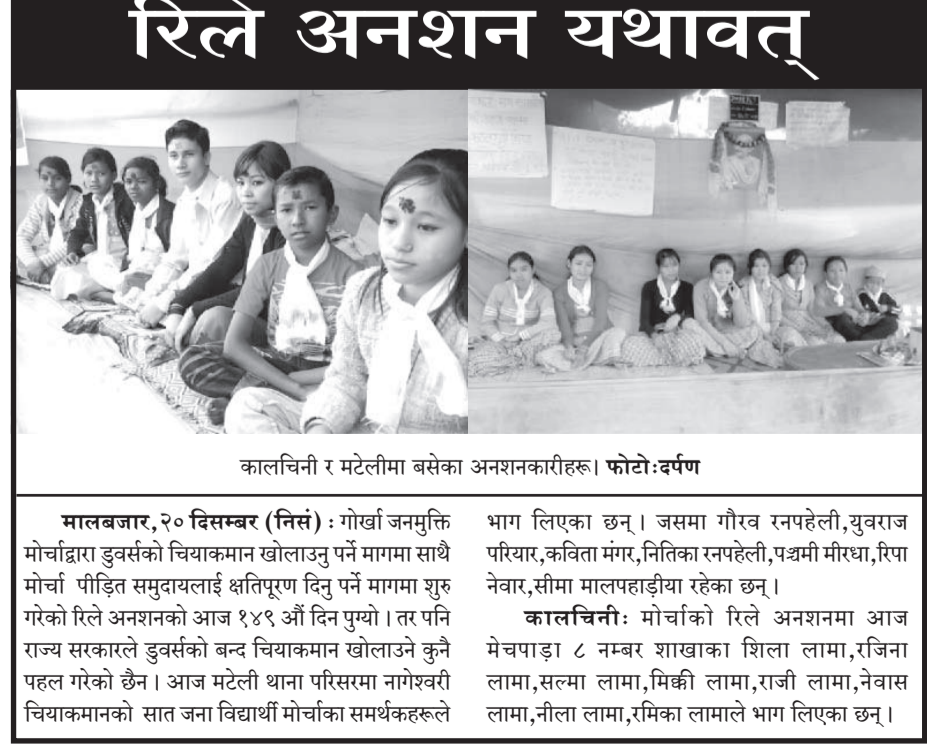 रिले अनशन यथावत्
कालचिनी र मटेलीमा बसेका अनशनकारीहरू। फोटोःदर्पण
मालबजार,२० दिसम्बर (निसं) : गोर्खा जनमुक्ति
मोर्चाद्वारा डुवर्सको चियाकमान खोलाउनु पर्ने मागमा साथै
मोर्चा पीड़ित समुदायलाई क्षतिपूरण दिनु पर्ने मागमा शुरु
गरेको रिले अनशनको आज १४९ औं दिन पुग्यो। तर पनि
राज्य सरकारले डुवर्सको बन्द चियाकमान खोलाउने कुनै
पहल गरेको छैन। आज मटेली थाना परिसरमा नागेश्वरी
चियाकमानको सात जना विद्यार्थी मोर्चाका समर्थकहरूले
भाग लिएका छन्। जसमा गौरव रनपहेली,युवराज
परियार,कविता मंगर,नितिका रनपहेली,पञ्चमी मीरधा,रिपा
नेवार,सीमा मालपहाड़ीया रहेका छन्।
कालचिनीः मोर्चाको रिले अनशनमा आज
मेचपाड़ा ८ नम्बर शाखाका शिला लामा,रजिना
लामा,सल्मा लामा,मिक्की लामा,राजी लामा,नेवास
लामा,नीला लामा,रमिका लामाले भाग लिएका छन्।